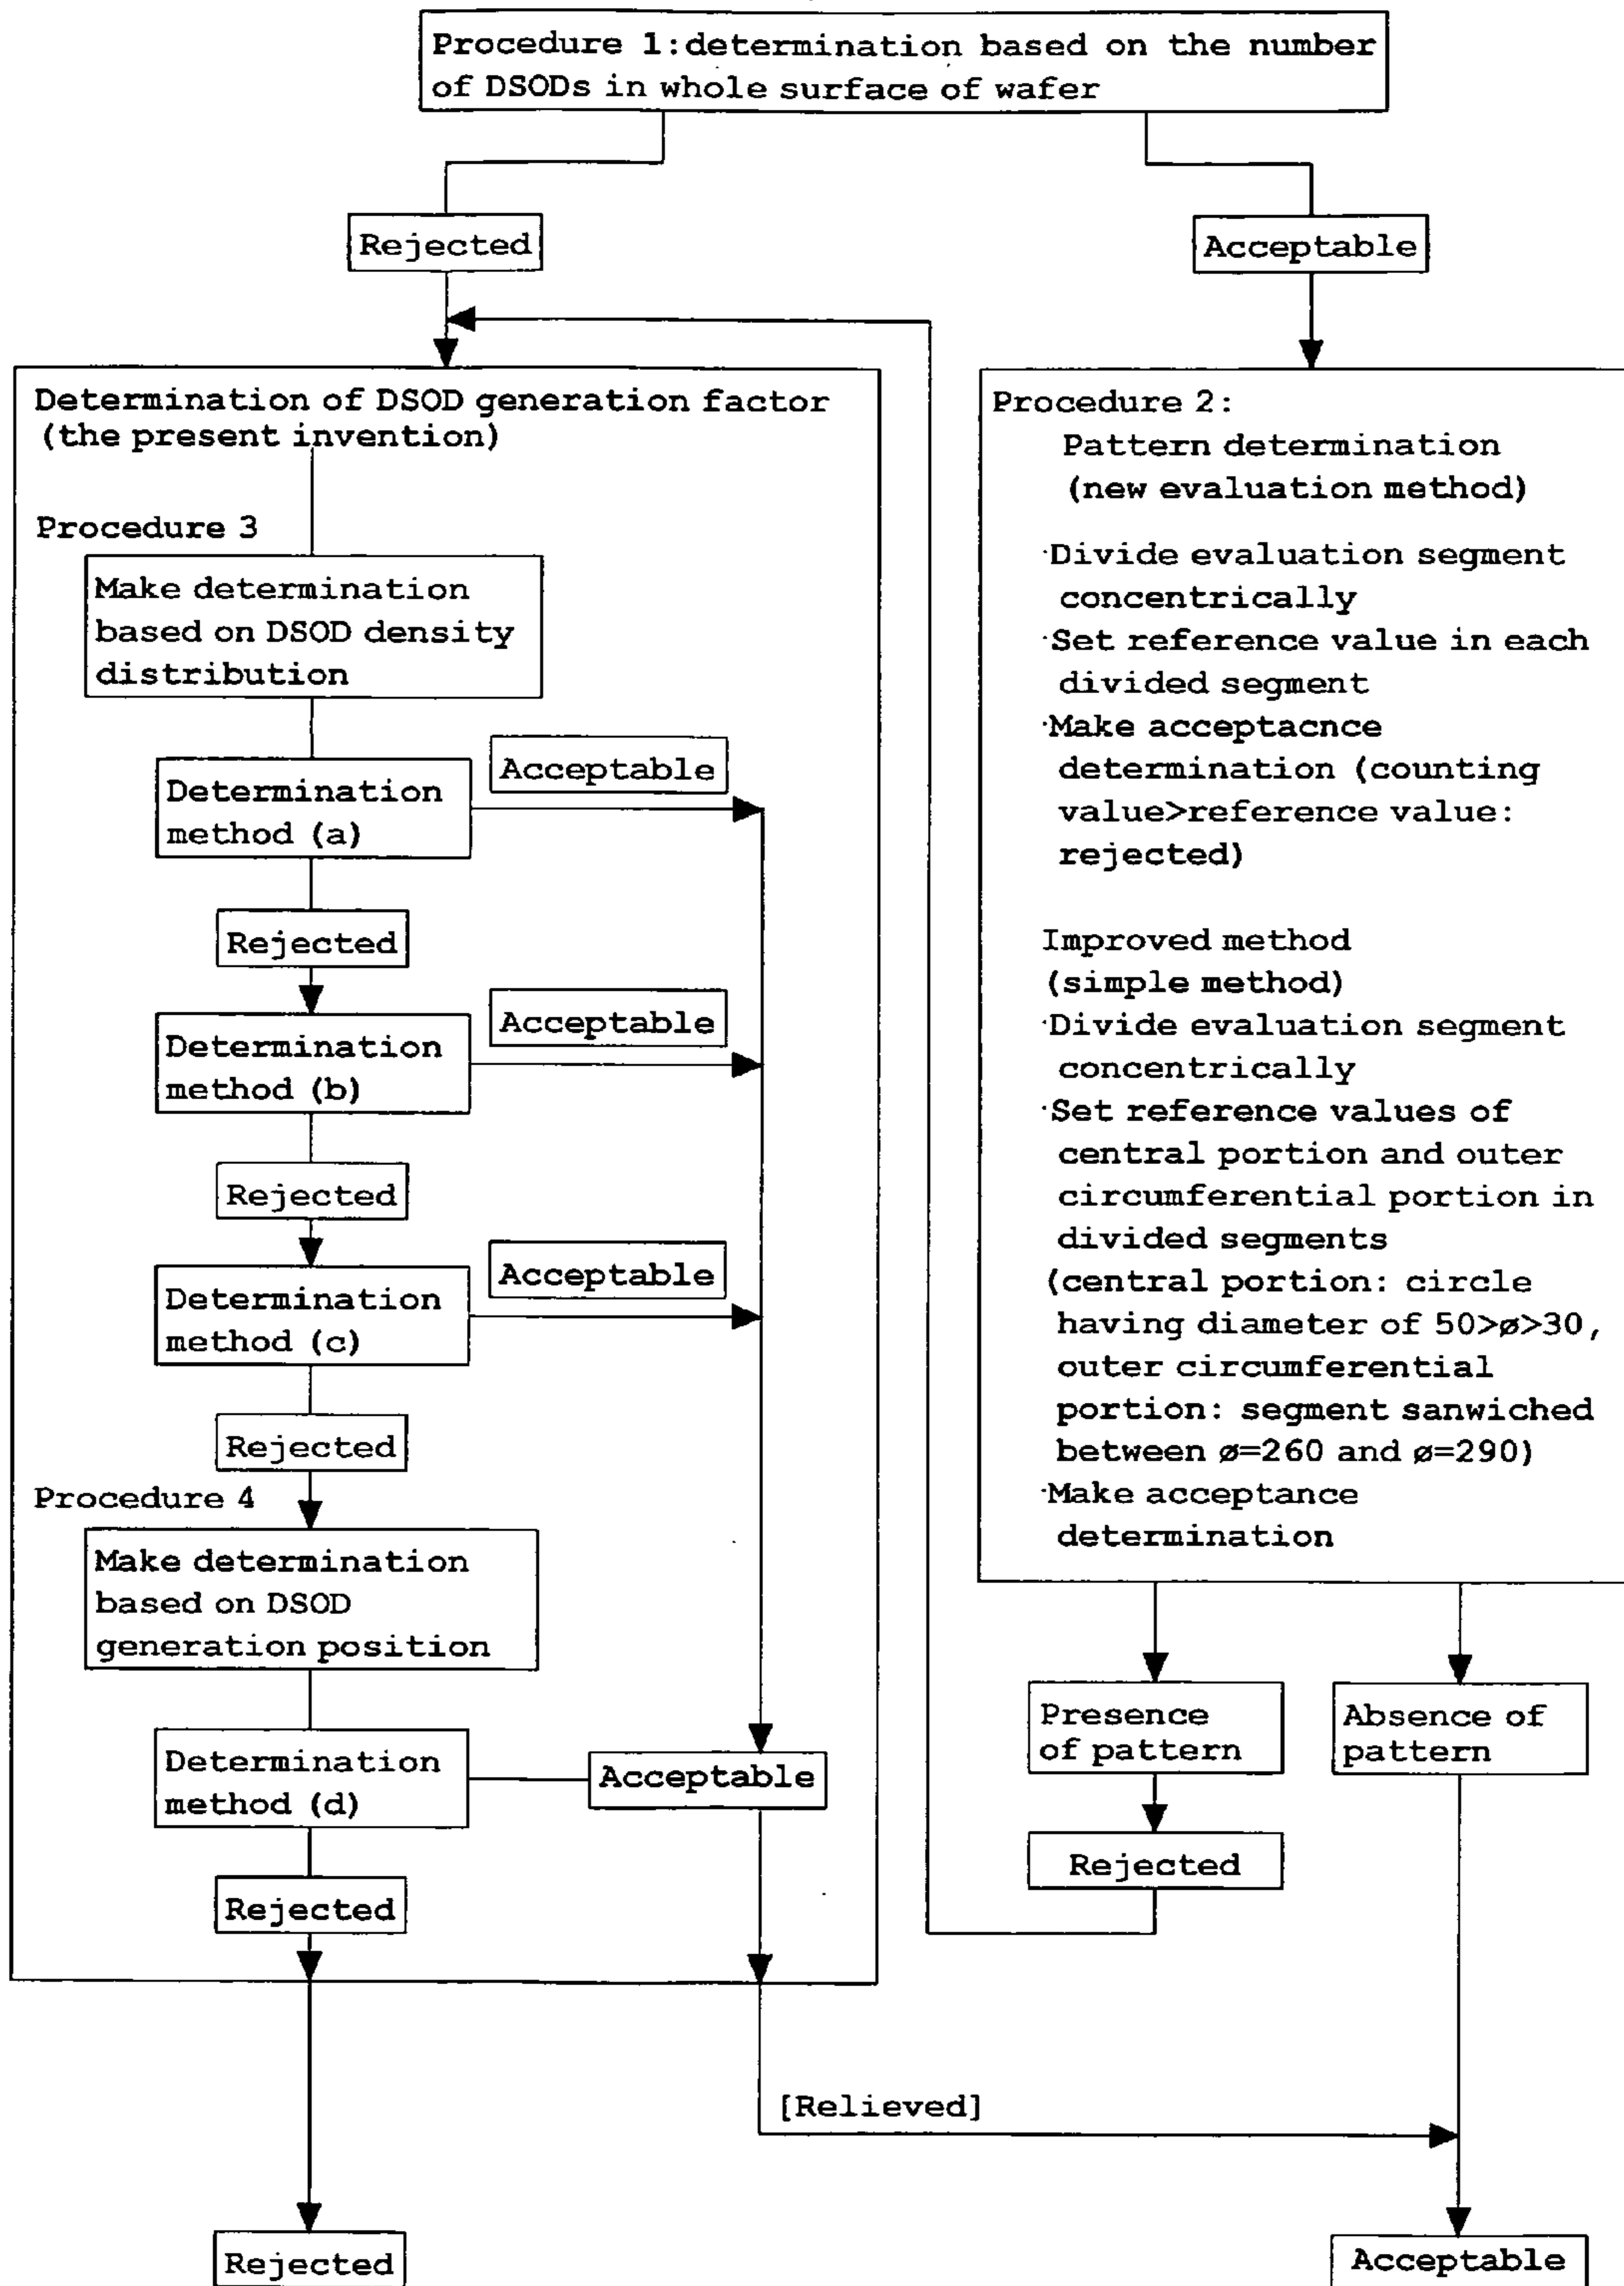 Procedure 1:determination based on the number
of DSODs in whole surface of wafer
Rejected
Acceptable
Determination of DSOD generation factor
(the present invention)
Procedure 3
Make determination
based on DSOD density
distribution
Determination
method (a)
Acceptable
Rejected
Determination
method (b)
Acceptable
Rejected
Determination
method (c)
Acceptable
Rejected
Procedure 4
Make determination
based on DSOD
generation position
Determination
method (d)
Acceptable
Rejected
Procedure 2:
Pattern determination
(new evaluation method)
·Divide evaluation segment
concentrically
·Set reference value in each
divided segment
·Make acceptacnce
determination (counting
value>reference value:
rejected)
Improved method
(simple method)
·Divide evaluation segment
concentrically
·Set reference values of
central portion and outer
circumferential portion in
divided segments
(central portion: circle
having diameter of 50>ø>30,
outer circumferential
portion: segment sanwiched
between ø=260 and ø=290)
·Make acceptance
determination
Presence
of pattern
Absence of
pattern
Rejected
[Relieved]
Rejected
Acceptable